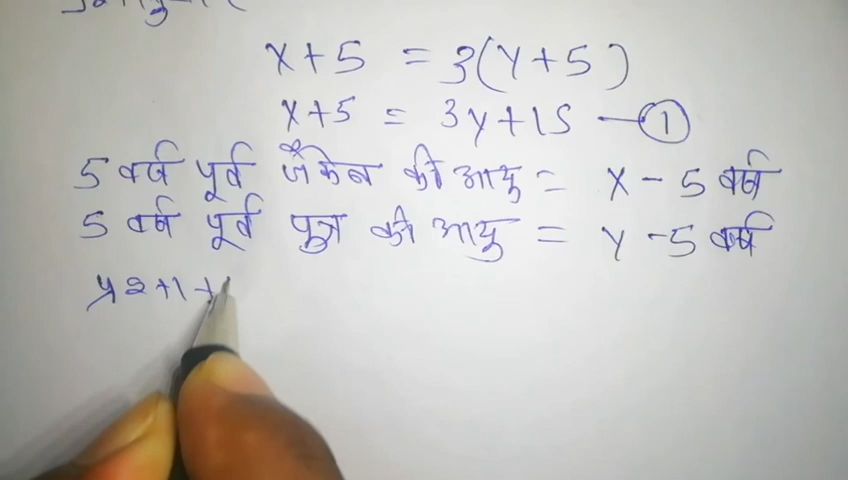 x+5 = 3(y+5)
x+5 = 3y+15 — ①
5 वर्ष पूर्व जैकेब की आयु = x - 5 वर्ष
5 वर्ष पूर्व पुत्र की आयु = y - 5 वर्ष